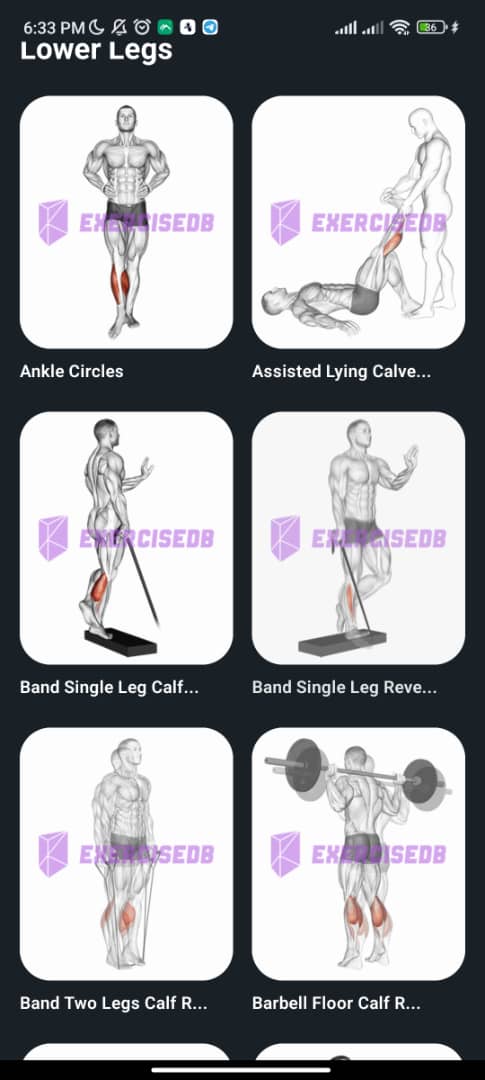 6:33 PM
36
Lower Legs
EXERCISEDB
EXERCISEDB
Ankle Circles
Assisted Lying Calve...
EXERCISEDB
EXERCISEDB
Band Single Leg Calf...
Band Single Leg Reve...
EXERCISEDB
EXERCISEDB
Band Two Legs Calf R...
Barbell Floor Calf R...